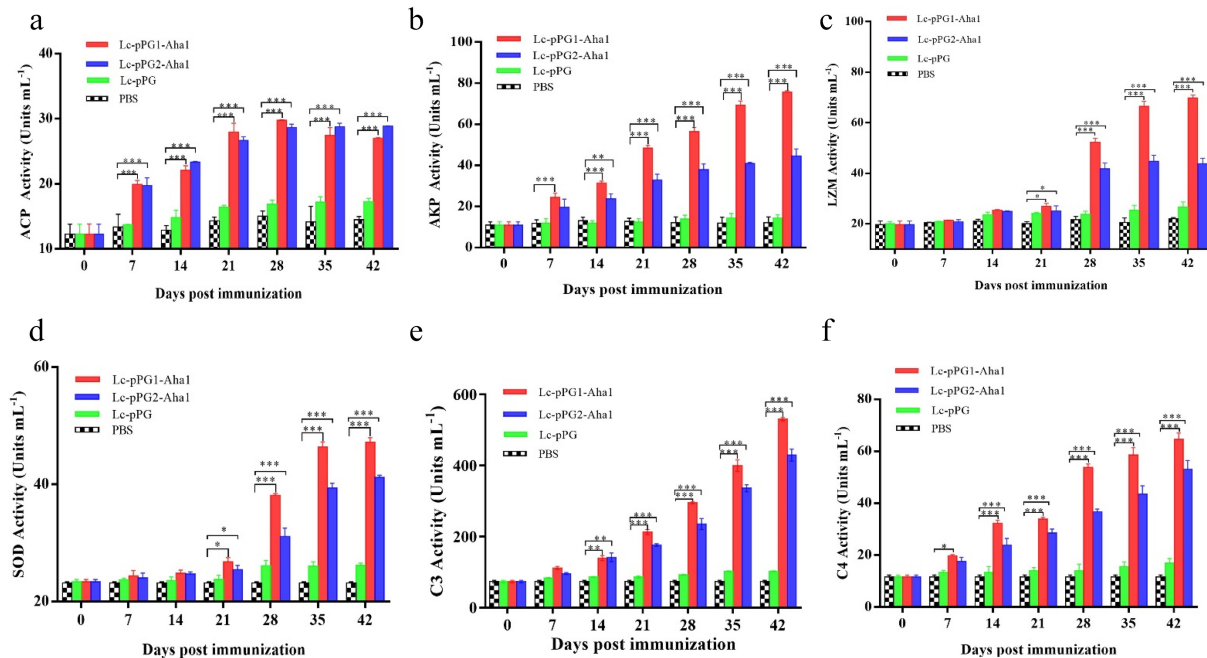 a
Lc-pPG1-Aha1
Lc-pPG2-Aha1
Lc-pPG
PBS
ACP Activity (Units mL⁻¹)
40
30
20
10
*** *** *** *** *** *** *** *** *** *** *** ***
0 7 14 21 28 35 42
Days post immunization
b
Lc-pPG1-Aha1
Lc-pPG2-Aha1
Lc-pPG
PBS
AKP Activity (Units mL⁻¹)
100
80
60
40
20
0
*** *** ** *** *** *** *** *** *** *** ***
0 7 14 21 28 35 42
Days post immunization
c
Lc-pPG1-Aha1
Lc-pPG2-Aha1
Lc-pPG
PBS
LZM Activity (Units mL⁻¹)
100
80
60
40
20
* * *** *** *** *** *** ***
0 7 14 21 28 35 42
Days post immunization
d
Lc-pPG1-Aha1
Lc-pPG2-Aha1
Lc-pPG
PBS
SOD Activity (Units mL⁻¹)
60
40
20
* * *** *** *** *** *** ***
0 7 14 21 28 35 42
Days post immunization
e
Lc-pPG1-Aha1
Lc-pPG2-Aha1
Lc-pPG
PBS
C3 Activity (Units mL⁻¹)
600
400
200
0
** ** *** *** *** *** *** *** *** ***
0 7 14 21 28 35 42
Days post immunization
f
Lc-pPG1-Aha1
Lc-pPG2-Aha1
Lc-pPG
PBS
C4 Activity (Units mL⁻¹)
80
60
40
20
0
* *** *** *** *** *** *** *** *** *** ***
0 7 14 21 28 35 42
Days post immunization